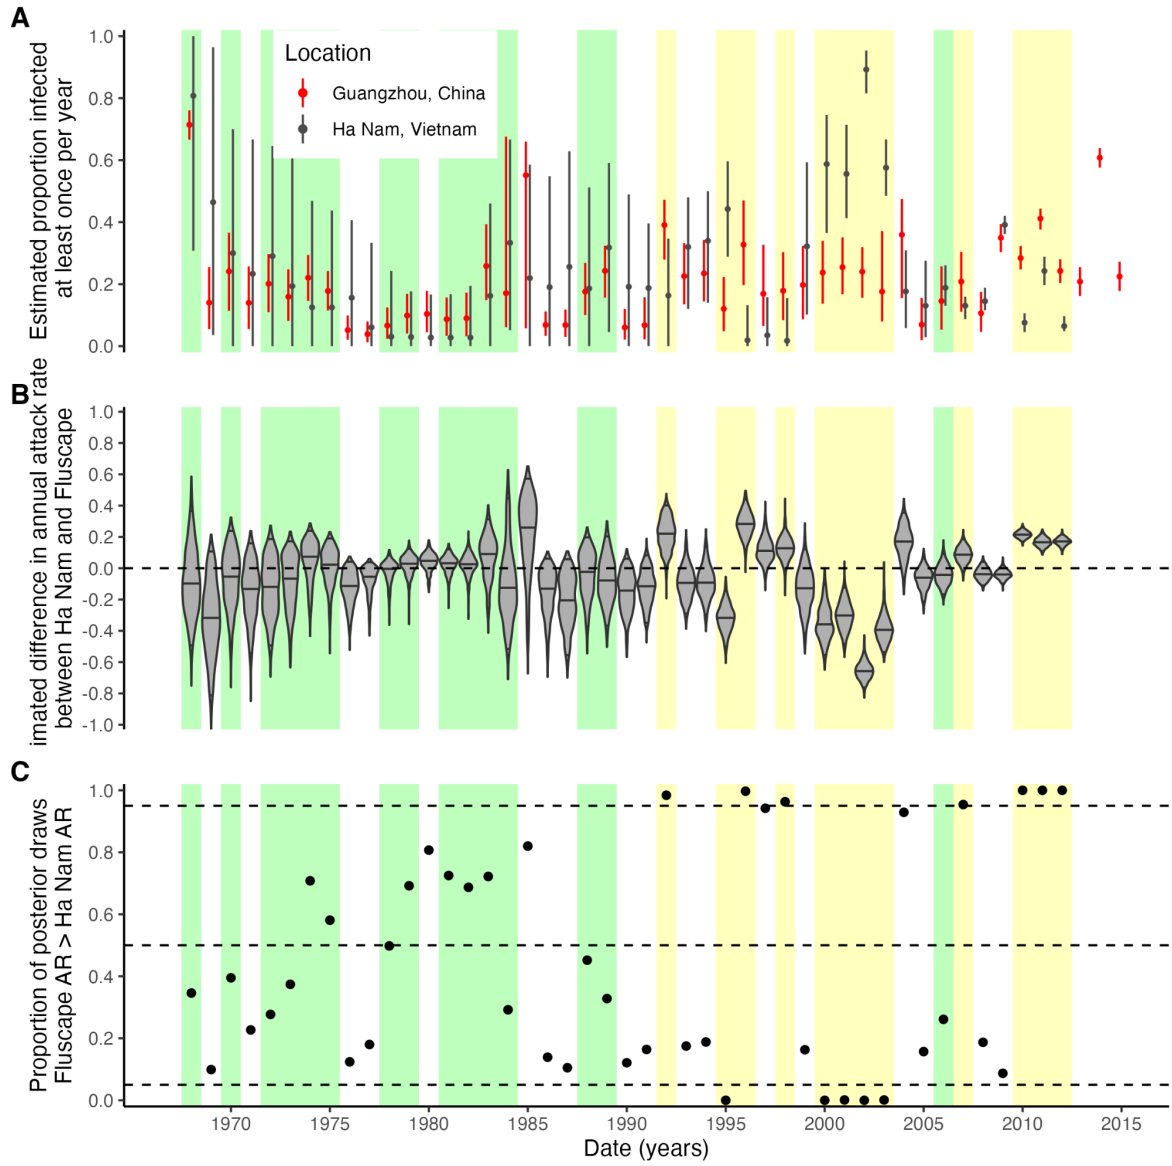 A
Estimated proportion infected
at least once per year
1.0
0.8
0.6
0.4
0.2
0.0
Location
Guangzhou, China
Ha Nam, Vietnam
B
imated difference in annual attack rate
between Ha Nam and Fluscape
1.0
0.8
0.6
0.4
0.2
0.0
-0.2
-0.4
-0.6
-0.8
-1.0
C
Proportion of posterior draws
Fluscape AR > Ha Nam AR
1.0
0.8
0.6
0.4
0.2
0.0
1970 1975 1980 1985 1990 1995 2000 2005 2010 2015
Date (years)